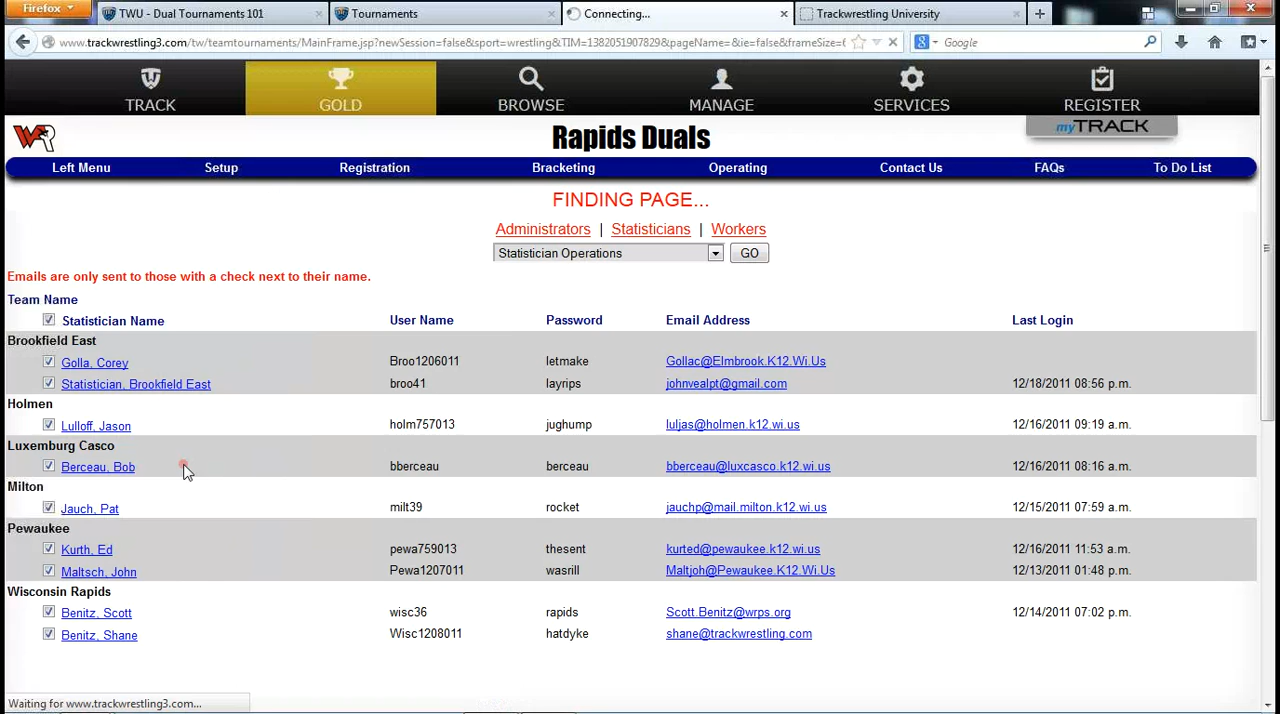 Firefox
TWU - Dual Tournaments 101
Tournaments
Connecting...
Trackwrestling University
www.trackwrestling3.com/tw/teamtournaments/MainFrame.jsp?newSession=false&sport=wrestling&TIM=1382051907829&pageName=&ie=false&frameSize=
Google
TRACK
GOLD
BROWSE
MANAGE
SERVICES
REGISTER
WR
Rapids Duals
myTRACK
Left Menu
Setup
Registration
Bracketing
Operating
Contact Us
FAQs
To Do List
FINDING PAGE...
Administrators | Statisticians | Workers
Statistician Operations GO
Emails are only sent to those with a check next to their name.
Team Name
Statistician Name User Name Password Email Address Last Login
Brookfield East
Golla, Corey Broo1206011 letmake Gollac@Elmbrook.K12.Wi.Us
Statistician, Brookfield East broo41 layrips johnvealpt@gmail.com 12/18/2011 08:56 p.m.
Holmen
Lulloff, Jason holm757013 jughump luljas@holmen.k12.wi.us 12/16/2011 09:19 a.m.
Luxemburg Casco
Berceau, Bob bberceau berceau bberceau@luxcasco.k12.wi.us 12/16/2011 08:16 a.m.
Milton
Jauch, Pat milt39 rocket jauchp@mail.milton.k12.wi.us 12/15/2011 07:59 a.m.
Pewaukee
Kurth, Ed pewa759013 thesent kurted@pewaukee.k12.wi.us 12/16/2011 11:53 a.m.
Maltsch, John Pewa1207011 wasrill Maltjoh@Pewaukee.K12.Wi.Us 12/13/2011 01:48 p.m.
Wisconsin Rapids
Benitz, Scott wisc36 rapids Scott.Benitz@wrps.org 12/14/2011 07:02 p.m.
Benitz, Shane Wisc1208011 hatdyke shane@trackwrestling.com
Waiting for www.trackwrestling3.com...